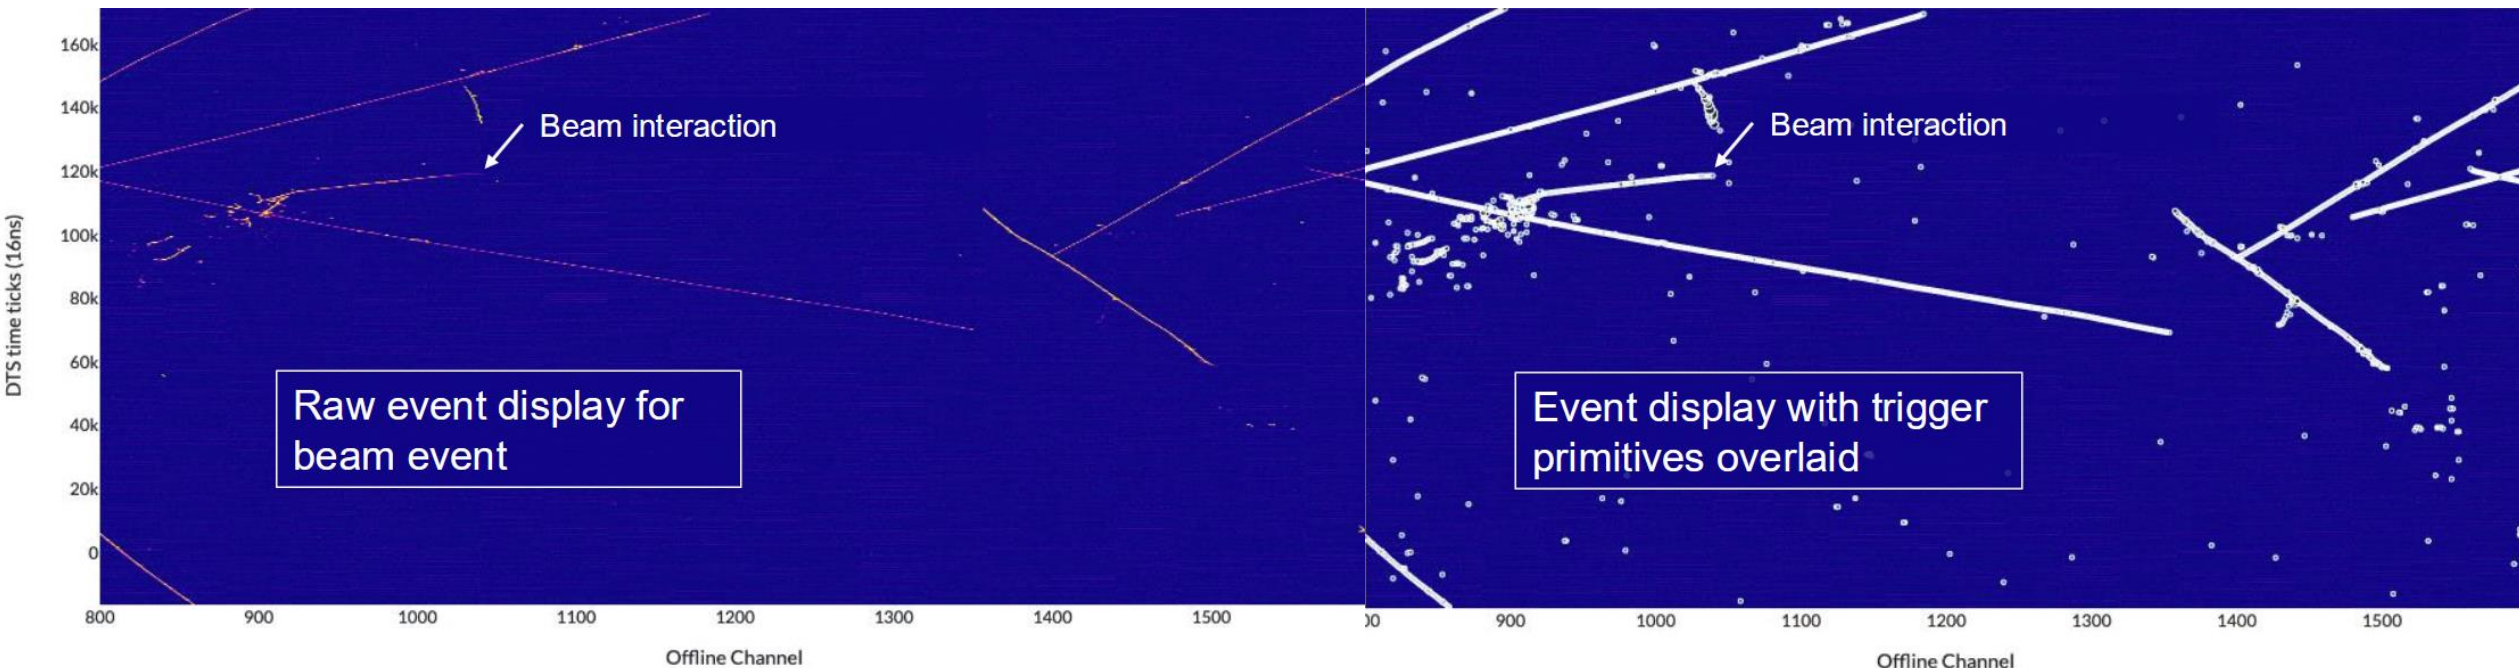 160k
140k
120k
100k
80k
60k
40k
20k
0
DTS time ticks (16ns)
Beam interaction
Raw event display for
beam event
800 900 1000 1100 1200 1300 1400 1500
Offline Channel
Beam interaction
Event display with trigger
primitives overlaid
00 900 1000 1100 1200 1300 1400 1500
Offline Channel